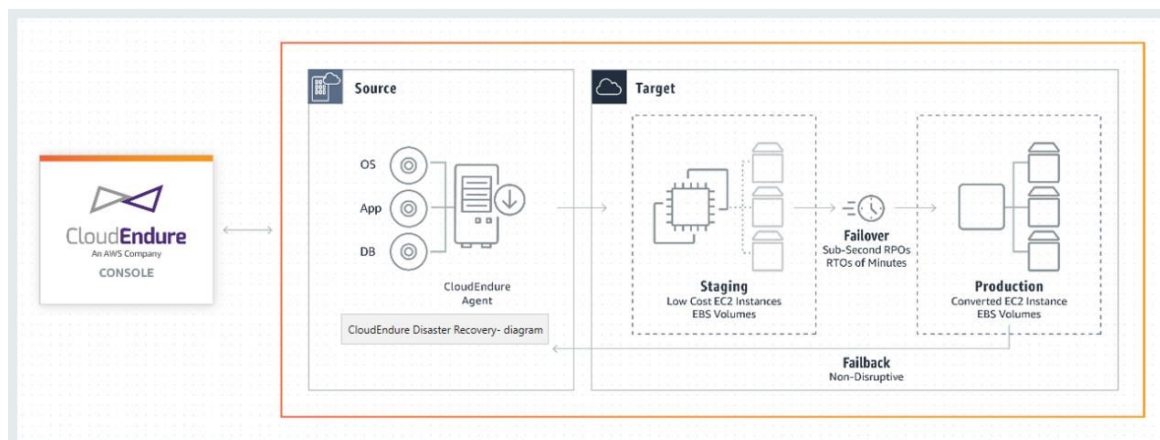 CloudEndure
An AWS Company
CONSOLE
Source
OS
App
DB
CloudEndure
Agent
CloudEndure Disaster Recovery- diagram
Target
Staging
Low Cost EC2 Instances
EBS Volumes
Failover
Sub-Second RPOs
RTOs of Minutes
Production
Converted EC2 Instance
EBS Volumes
Failback
Non-Disruptive